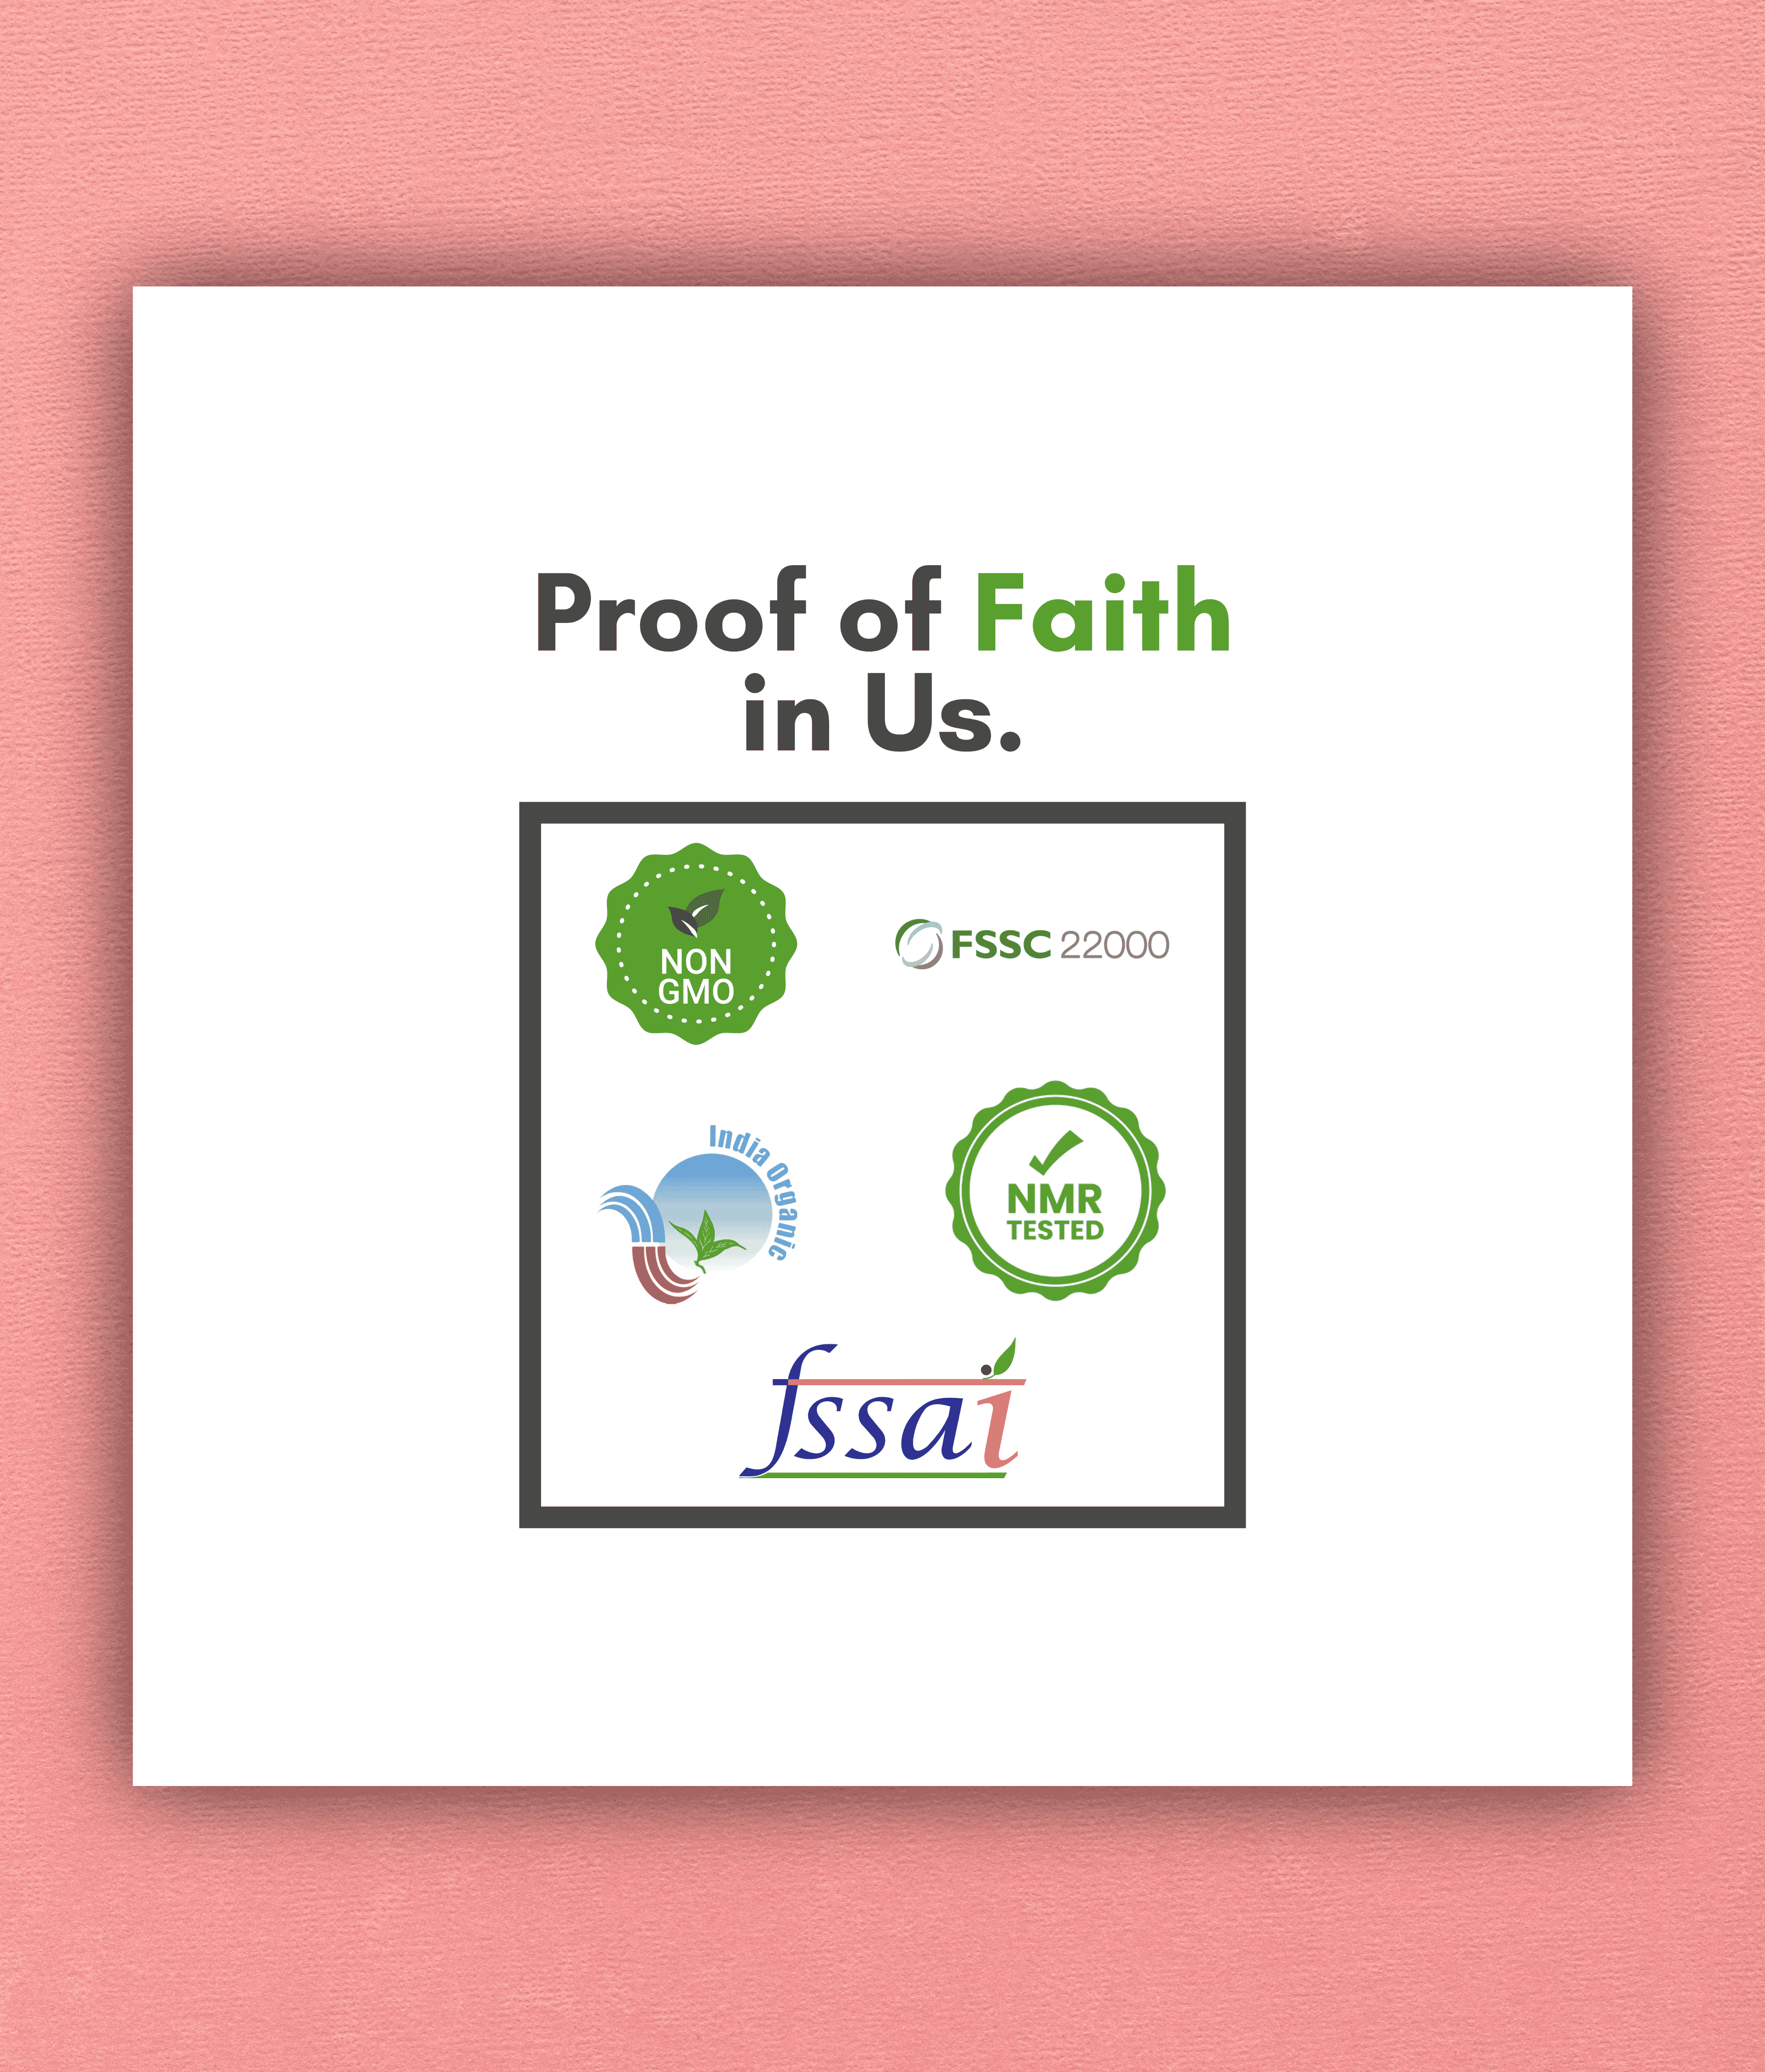 Proof of Faith
in Us.
NON
GMO
FSSC 22000
India Organic
NMR
TESTED
fssai